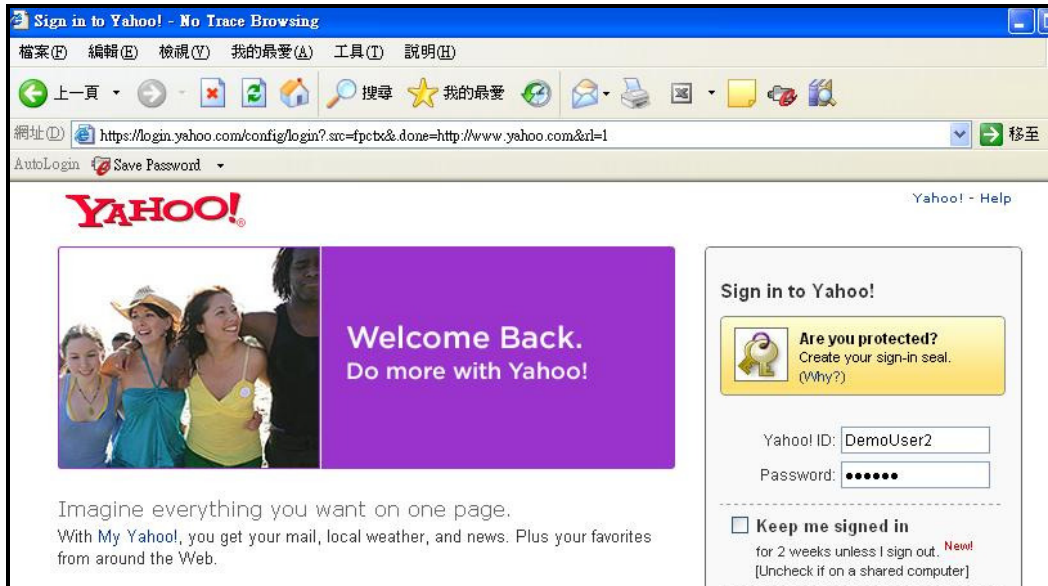 Sign in to Yahoo! - No Trace Browsing
檔案(F) 編輯(E) 檢視(V) 我的最愛(A) 工具(T) 說明(H)
上一頁 搜尋 我的最愛
網址(D) https://login.yahoo.com/config/login?.src=fpctx&.done=http://www.yahoo.com&rl=1 移至
AutoLogin Save Password
YAHOO!
Yahoo! - Help
Welcome Back.
Do more with Yahoo!
Imagine everything you want on one page.
With My Yahoo!, you get your mail, local weather, and news. Plus your favorites
from around the Web.
Sign in to Yahoo!
Are you protected?
Create your sign-in seal.
(Why?)
Yahoo! ID: DemoUser2
Password: ••••••
Keep me signed in
for 2 weeks unless I sign out. New!
[Uncheck if on a shared computer]